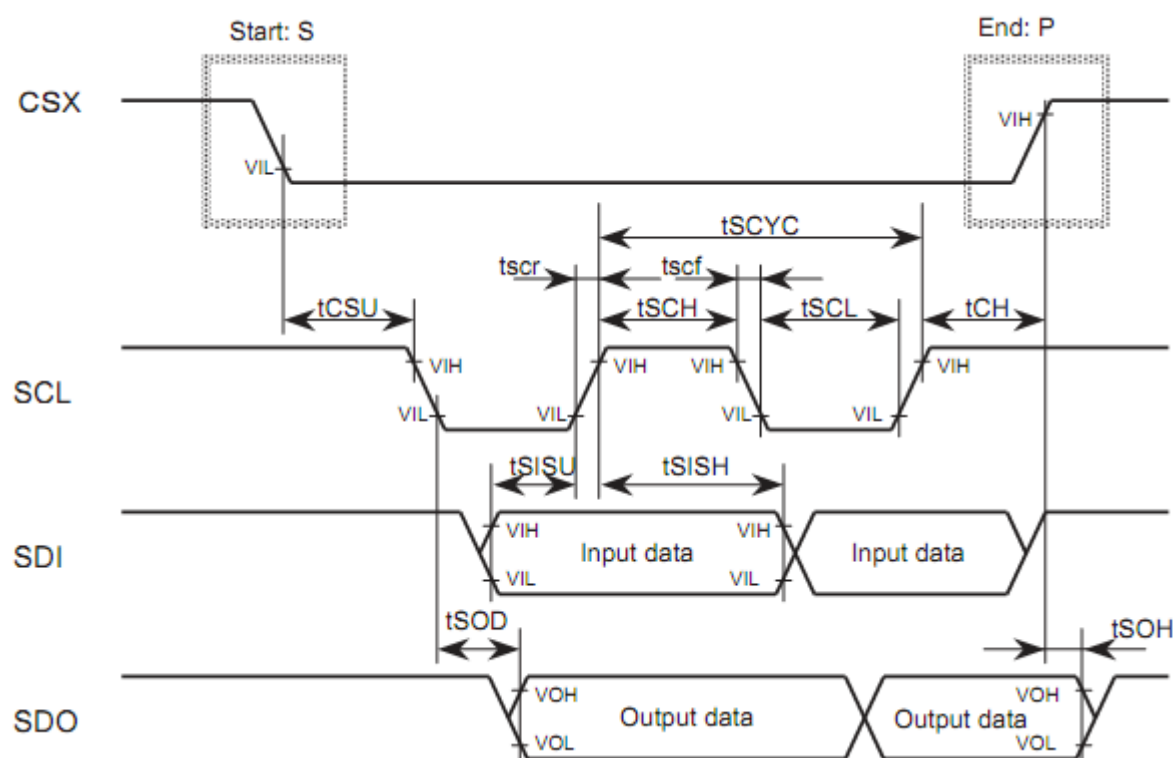 Start: S
End: P
CSX
VIH
VIL
tSCYC
tscr
tscf
tCSU
tSCH
tSCL
tCH
VIH
VIH
VIH
VIH
SCL
VIL
VIL
VIL
VIL
tSISU
tSISH
VIH
VIH
SDI
Input data
Input data
VIL
VIL
tSOD
tSOH
VOH
VOH
SDO
Output data
Output data
VOL
VOL